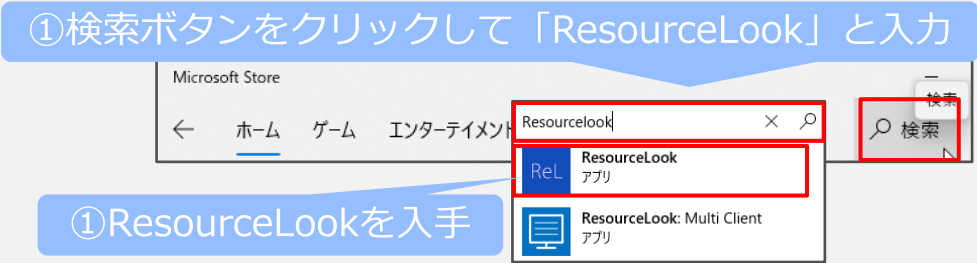 ①検索ボタンをクリックして「ResourceLook」と入力
Microsoft Store
検索
ホーム ゲーム エンターテイメント
Resourcelook
検索
ResourceLook
アプリ
ReL
①ResourceLookを入手
ResourceLook: Multi Client
アプリ